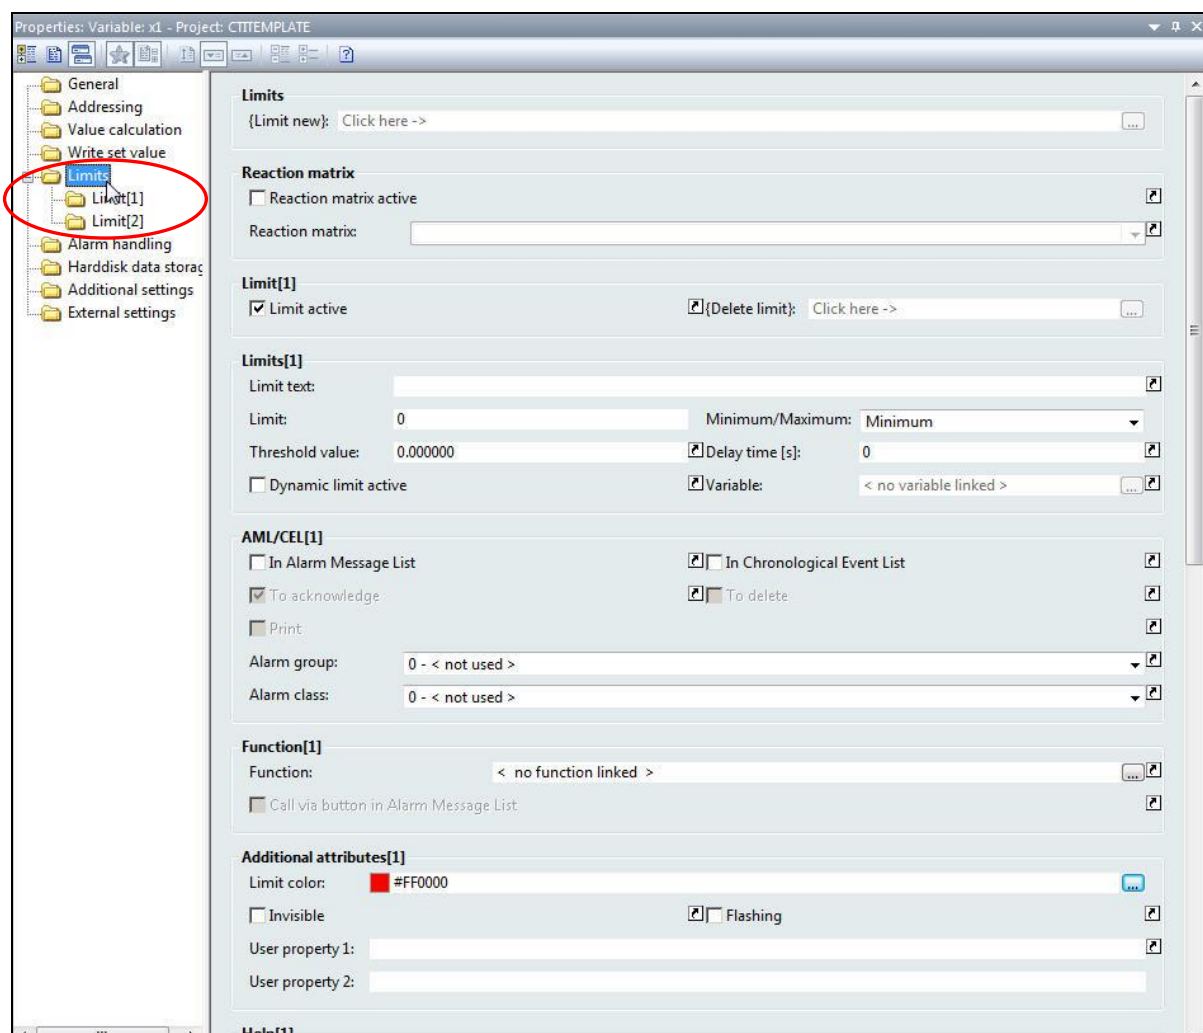 Properties: Variable: x1 - Project: CTITEMPLATE
General
Addressing
Value calculation
Write set value
Limits
Limit[1]
Limit[2]
Alarm handling
Harddisk data storag
Additional settings
External settings
Limits
{Limit new}: Click here -> ...
Reaction matrix
Reaction matrix active
Reaction matrix:
Limit[1]
Limit active {Delete limit}: Click here -> ...
Limits[1]
Limit text:
Limit: 0 Minimum/Maximum: Minimum
Threshold value: 0.000000 Delay time [s]: 0
Dynamic limit active Variable: < no variable linked > ...
AML/CEL[1]
In Alarm Message List In Chronological Event List
To acknowledge To delete
Print
Alarm group: 0 - < not used >
Alarm class: 0 - < not used >
Function[1]
Function: < no function linked > ...
Call via button in Alarm Message List
Additional attributes[1]
Limit color: #FF0000 ...
Invisible Flashing
User property 1:
User property 2:
Help[1]